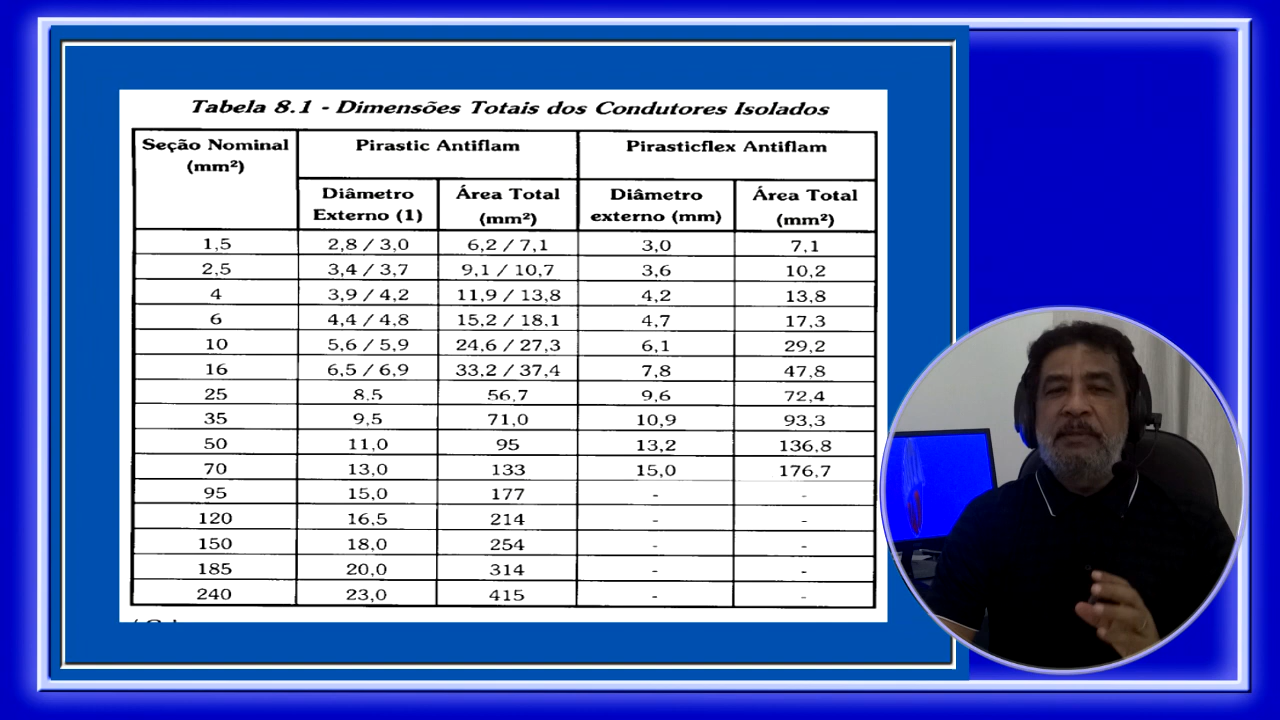 Tabela 8.1 - Dimensões Totais dos Condutores Isolados
Seção Nominal (mm²) Pirastic Antiflam Pirasticflex Antiflam
Diâmetro Externo (1) Área Total (mm²) Diâmetro externo (mm) Área Total (mm²)
1,5 2,8 / 3,0 6,2 / 7,1 3,0 7,1
2,5 3,4 / 3,7 9,1 / 10,7 3,6 10,2
4 3,9 / 4,2 11,9 / 13,8 4,2 13,8
6 4,4 / 4,8 15,2 / 18,1 4,7 17,3
10 5,6 / 5,9 24,6 / 27,3 6,1 29,2
16 6,5 / 6,9 33,2 / 37,4 7,8 47,8
25 8,5 56,7 9,6 72,4
35 9,5 71,0 10,9 93,3
50 11,0 95 13,2 136,8
70 13,0 133 15,0 176,7
95 15,0 177 - -
120 16,5 214 - -
150 18,0 254 - -
185 20,0 314 - -
240 23,0 415 - -